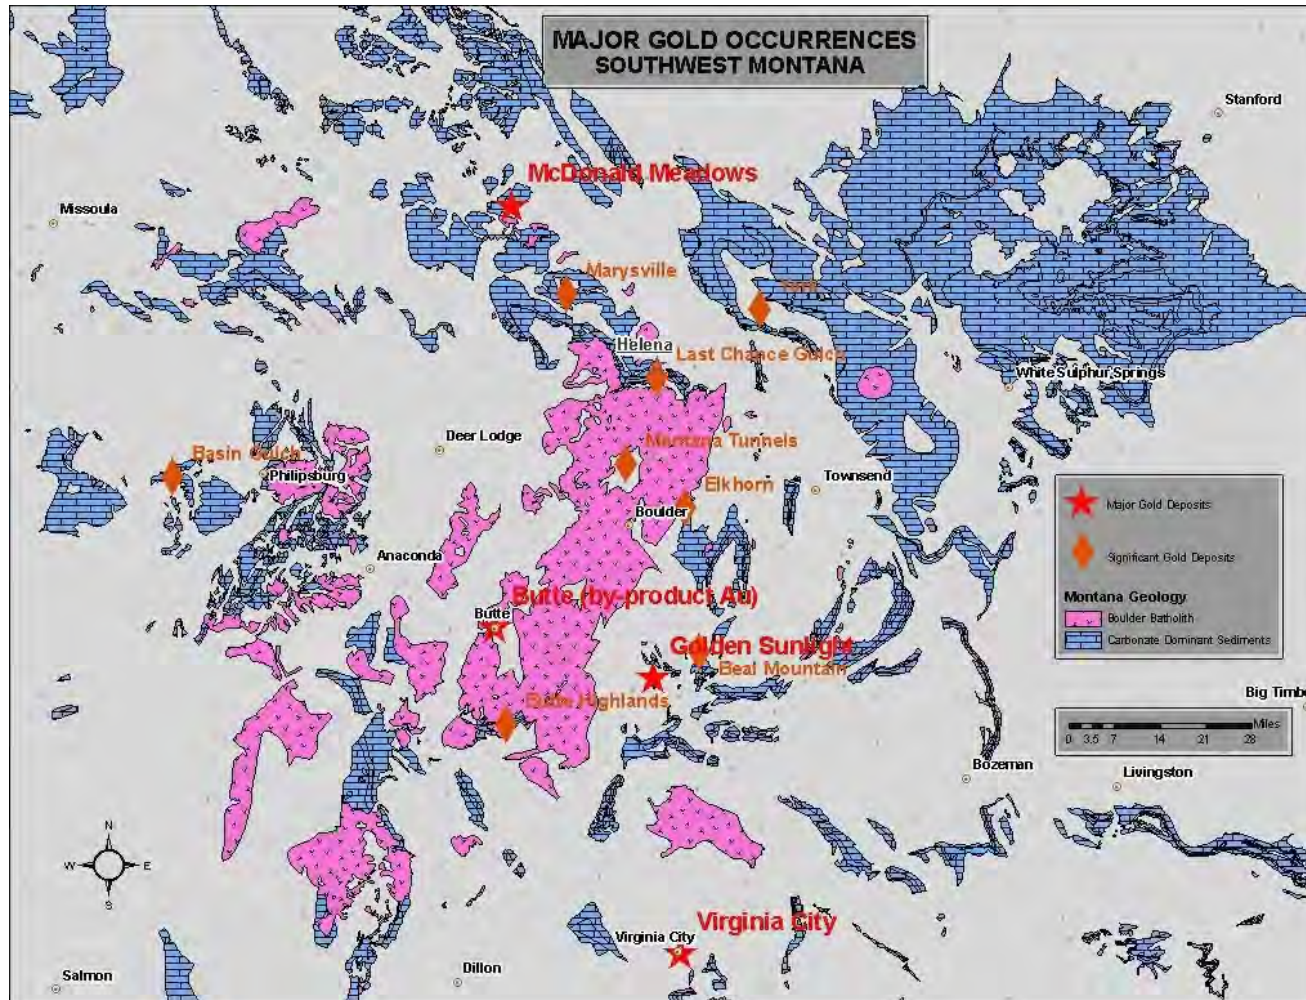 MAJOR GOLD OCCURRENCES
SOUTHWEST MONTANA
Stanford
McDonald Meadows
Missoula
Marysville
York
Helena
Last Chance Gulch
White Sulphur Springs
Deer Lodge
Montana Tunnels
Basin Gulch
Philipsburg
Townsend
Elkhorn
Boulder
Anaconda
Major Gold Deposits
Significant Gold Deposits
Montana Geology
Boulder Batholith
Carbonate Dominant Sediments
Butte (by-product Au)
Butte
Golden Sunlight
Beal Mountain
Butte Highlands
Big Timbe
Miles
0 3.5 7 14 21 28
Bozeman
Livingston
N
W E
S
Virginia City
Virginia City
Salmon
Dillon